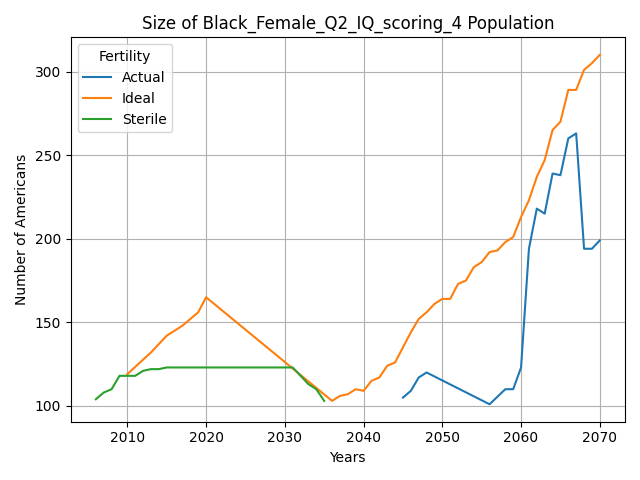 Size of Black_Female_Q2_IQ_scoring_4 Population
Fertility
Actual
Ideal
Sterile
Number of Americans
300
250
200
150
100
2010 2020 2030 2040 2050 2060 2070
Years